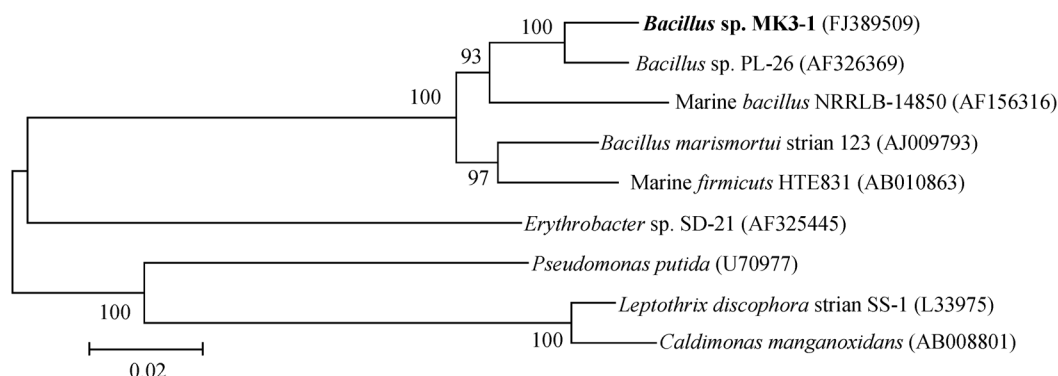 100
Bacillus sp. MK3-1 (FJ389509)
93
Bacillus sp. PL-26 (AF326369)
100
Marine bacillus NRRLB-14850 (AF156316)
Bacillus marismortui strian 123 (AJ009793)
97
Marine firmicuts HTE831 (AB010863)
Erythrobacter sp. SD-21 (AF325445)
Pseudomonas putida (U70977)
100
Leptothrix discophora strian SS-1 (L33975)
100
Caldimonas manganoxidans (AB008801)
0.02